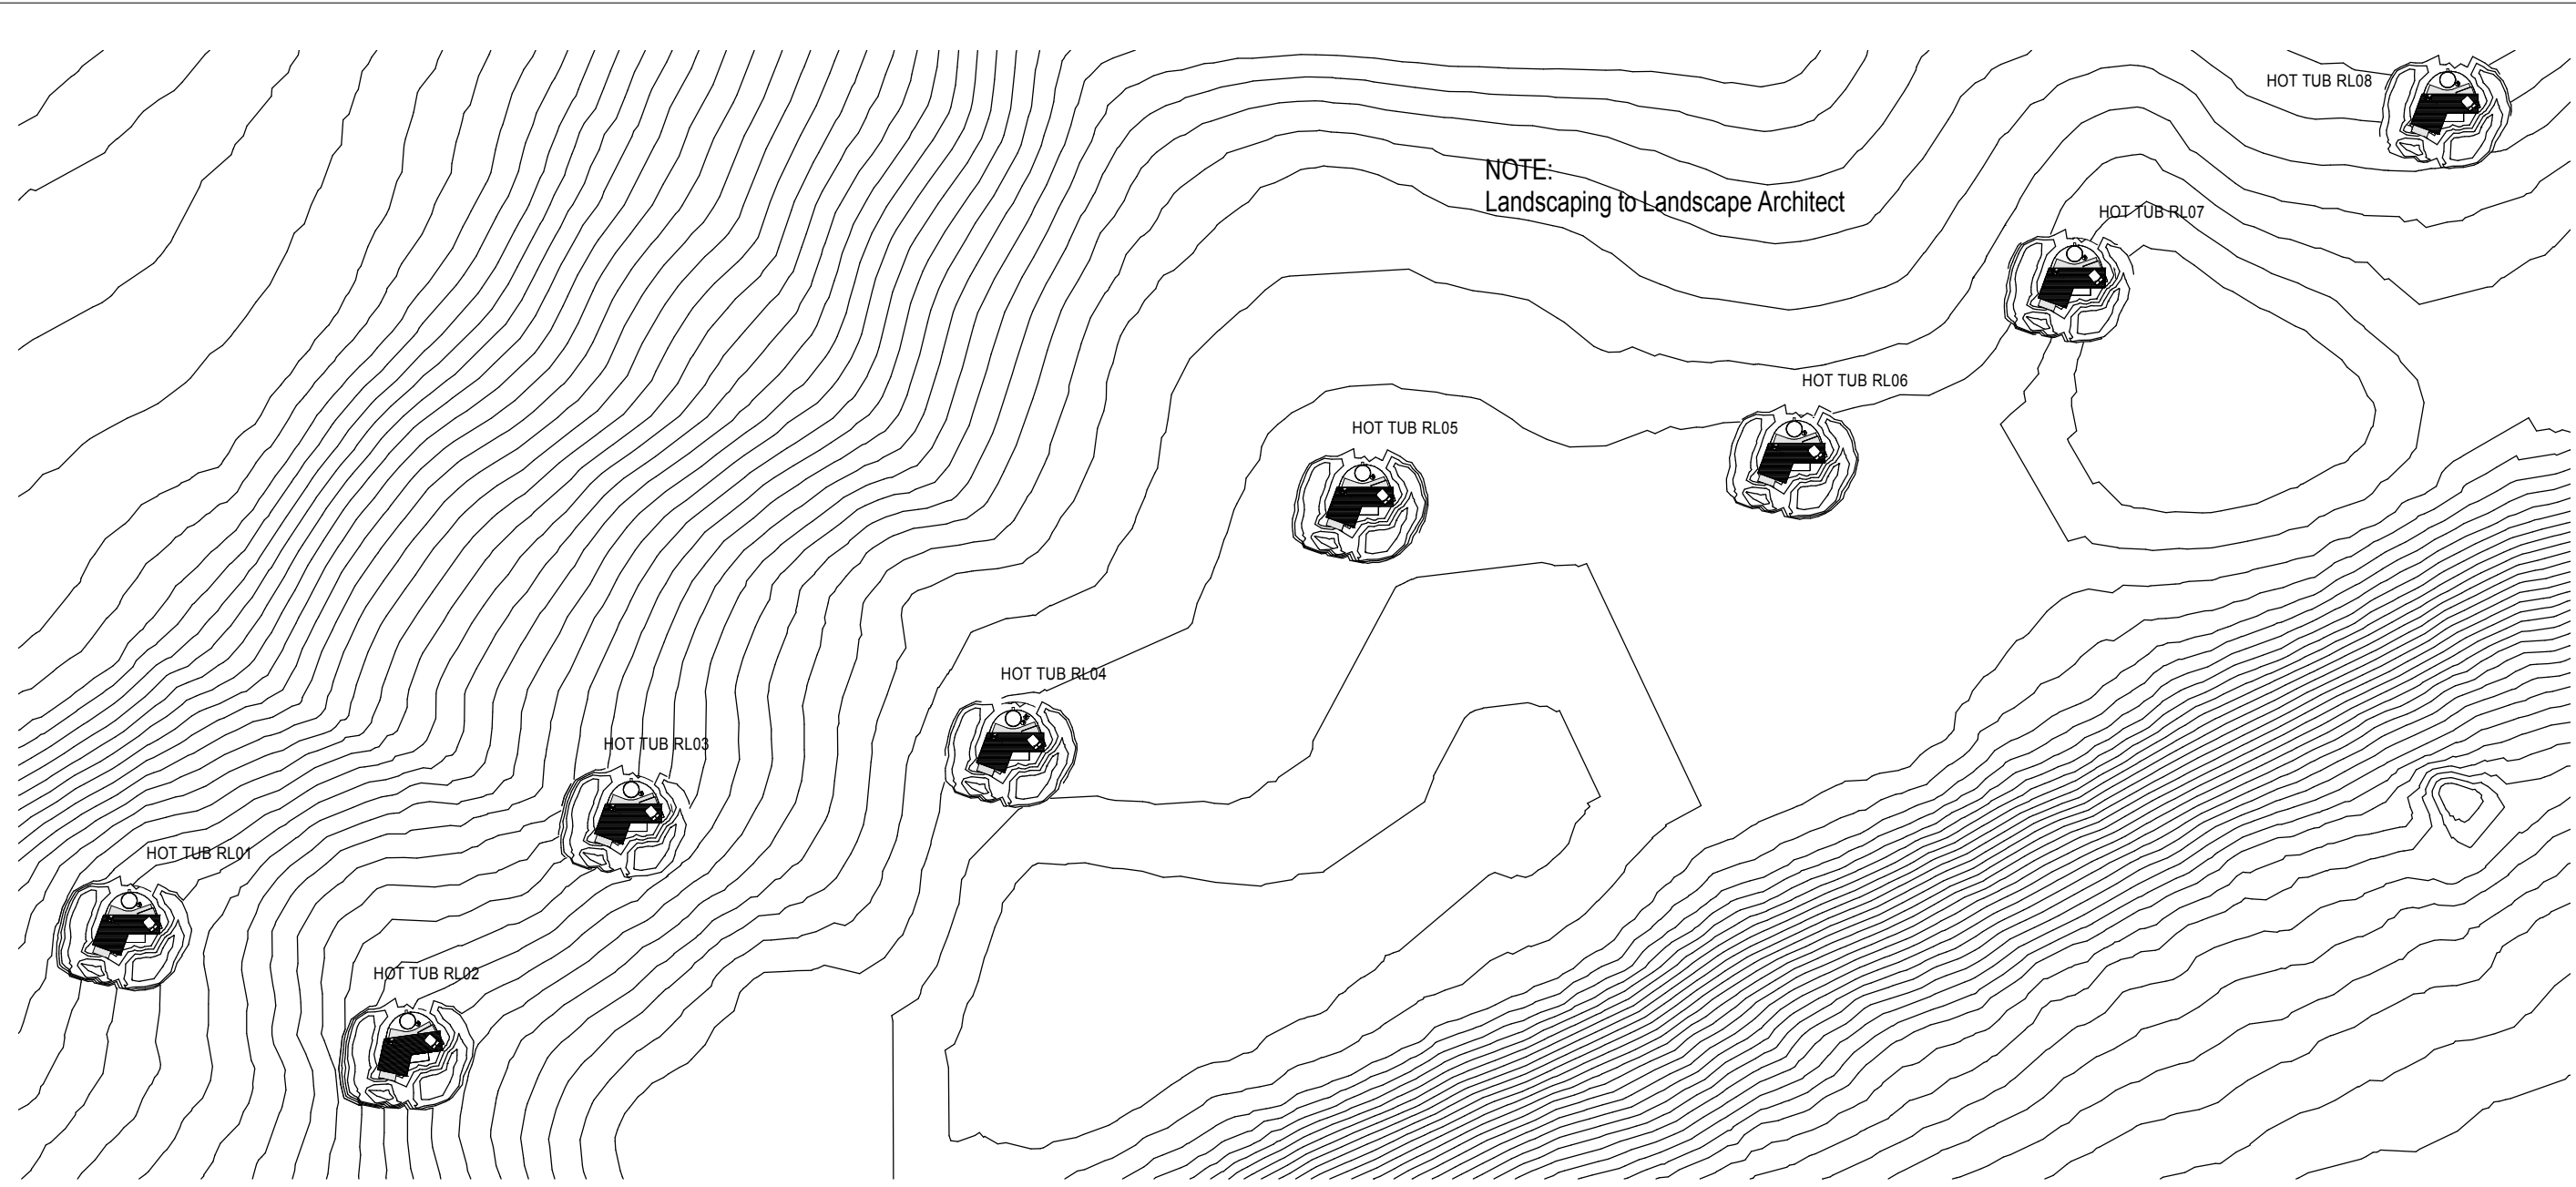 HOT TUB RL08
NOTE:
Landscaping to Landscape Architect
HOT TUB RL07
HOT TUB RL06
HOT TUB RL05
HOT TUB RL04
HOT TUB RL03
HOT TUB RL01
HOT TUB RL02